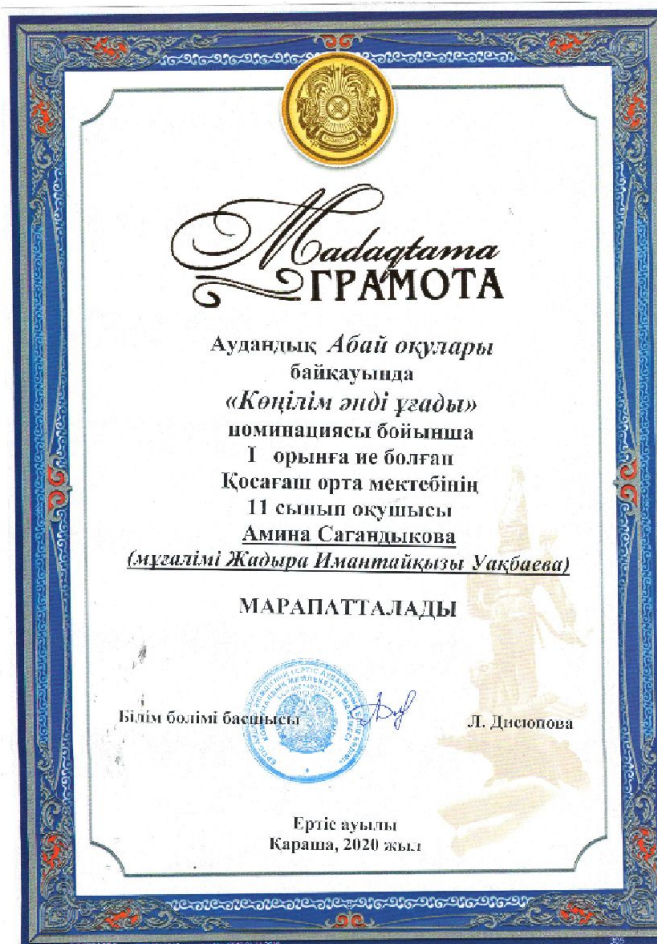 Madaqtama
ГРАМОТА
Аудандық Абай оқулары
байқауында
«Көңілім әнді ұғады»
номинациясы бойынша
I орынға ие болған
Қосағаш орта мектебінің
11 сынып оқушысы
Амина Сагандыкова
(мұғалімі Жадыра Имантайқызы Уақбаева)
МАРАПАТТАЛАДЫ
Білім бөлімі басшысы
Л. Дисюпова
Ертіс ауылы
Қараша, 2020 жыл